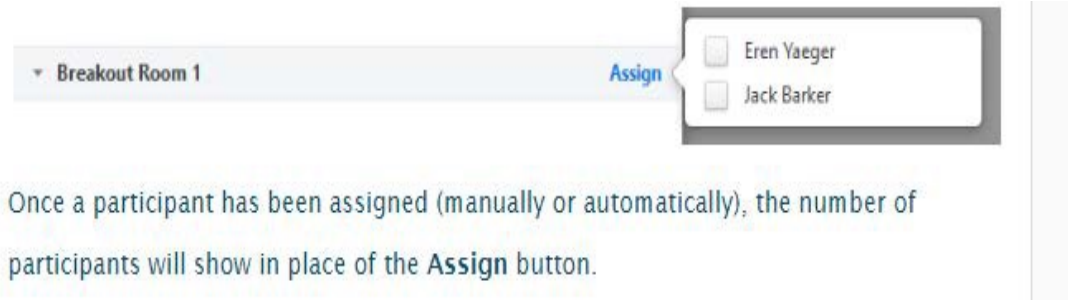 Breakout Room 1 Assign
Eren Yaeger
Jack Barker
Once a participant has been assigned (manually or automatically), the number of
participants will show in place of the Assign button.